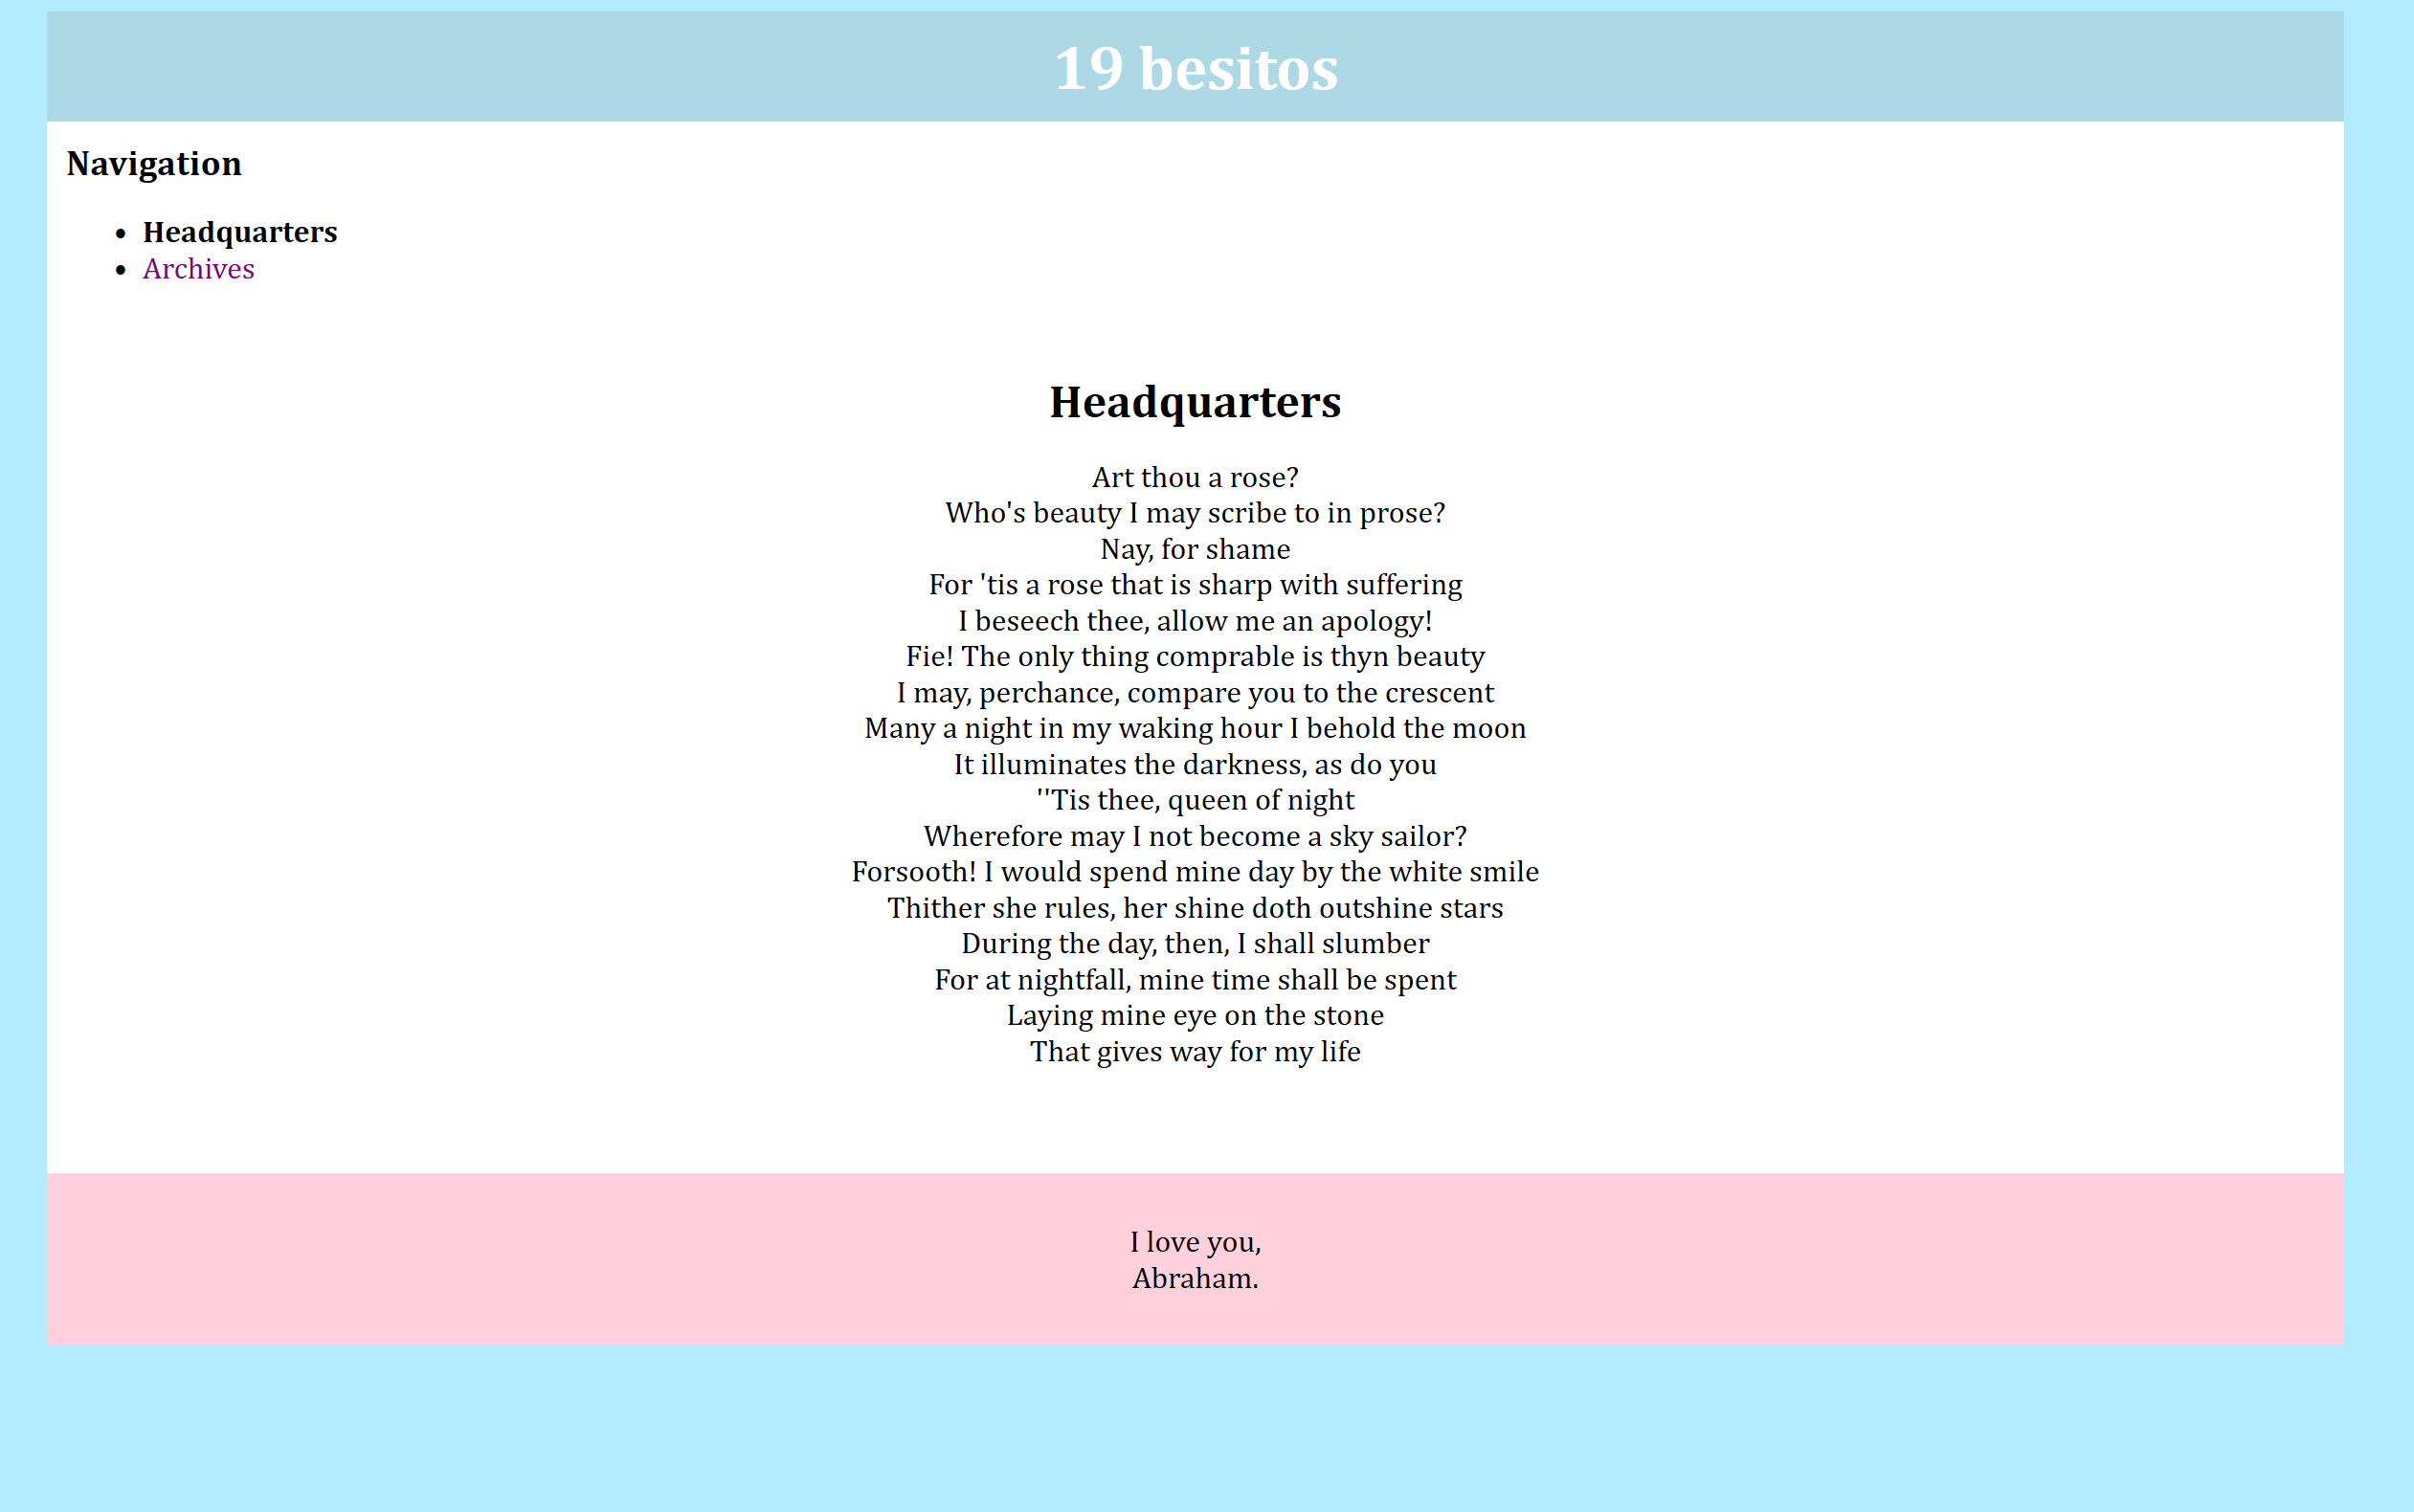 19 besitos
Navigation
Headquarters
Archives
Headquarters
Art thou a rose?
Who's beauty I may scribe to in prose?
Nay, for shame
For 'tis a rose that is sharp with suffering
I beseech thee, allow me an apology!
Fie! The only thing comprable is thyn beauty
I may, perchance, compare you to the crescent
Many a night in my waking hour I behold the moon
It illuminates the darkness, as do you
''Tis thee, queen of night
Wherefore may I not become a sky sailor?
Forsooth! I would spend mine day by the white smile
Thither she rules, her shine doth outshine stars
During the day, then, I shall slumber
For at nightfall, mine time shall be spent
Laying mine eye on the stone
That gives way for my life
I love you,
Abraham.